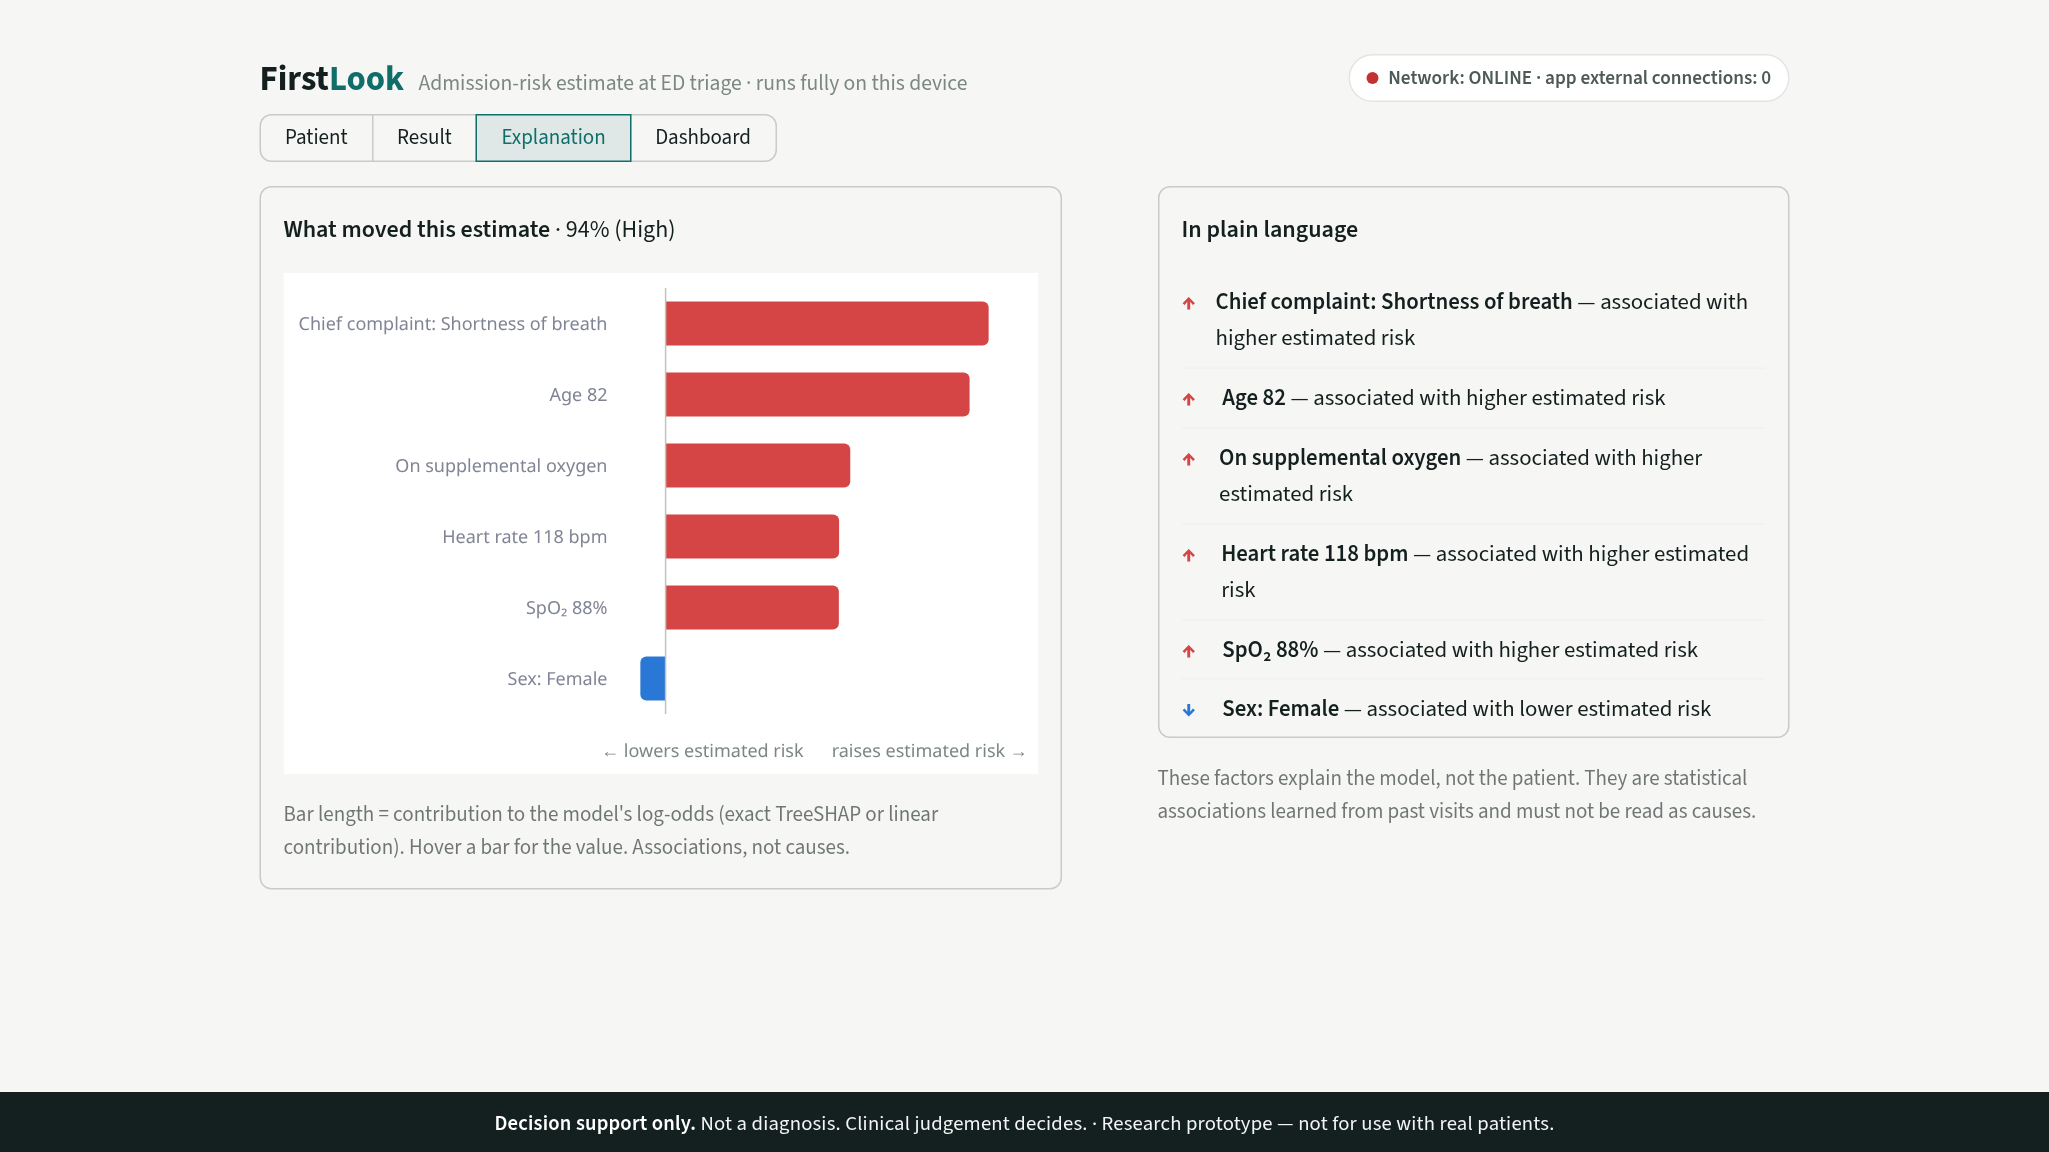 FirstLook Admission-risk estimate at ED triage · runs fully on this device
Network: ONLINE · app external connections: 0
Patient
Result
Explanation
Dashboard
What moved this estimate · 94% (High)
Chief complaint: Shortness of breath
Age 82
On supplemental oxygen
Heart rate 118 bpm
SpO₂ 88%
Sex: Female
← lowers estimated risk
raises estimated risk →
Bar length = contribution to the model's log-odds (exact TreeSHAP or linear
contribution). Hover a bar for the value. Associations, not causes.
In plain language
↑ Chief complaint: Shortness of breath — associated with
higher estimated risk
↑ Age 82 — associated with higher estimated risk
↑ On supplemental oxygen — associated with higher
estimated risk
↑ Heart rate 118 bpm — associated with higher estimated
risk
↑ SpO₂ 88% — associated with higher estimated risk
↓ Sex: Female — associated with lower estimated risk
These factors explain the model, not the patient. They are statistical
associations learned from past visits and must not be read as causes.
Decision support only. Not a diagnosis. Clinical judgement decides. · Research prototype — not for use with real patients.